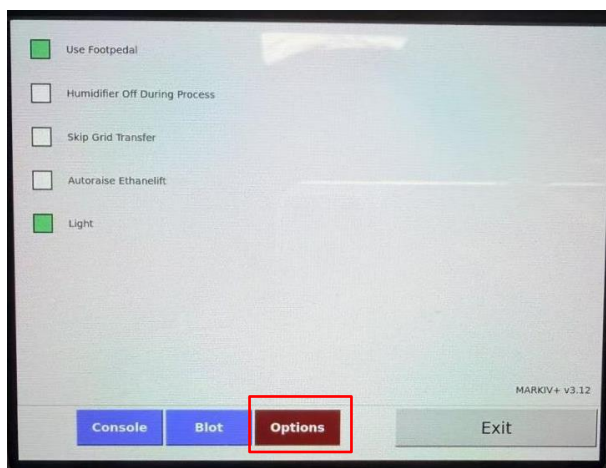 Use Footpedal
Humidifier Off During Process
Skip Grid Transfer
Autoraise Ethanelift
Light
MARKIV+ v3.12
Console Blot Options Exit